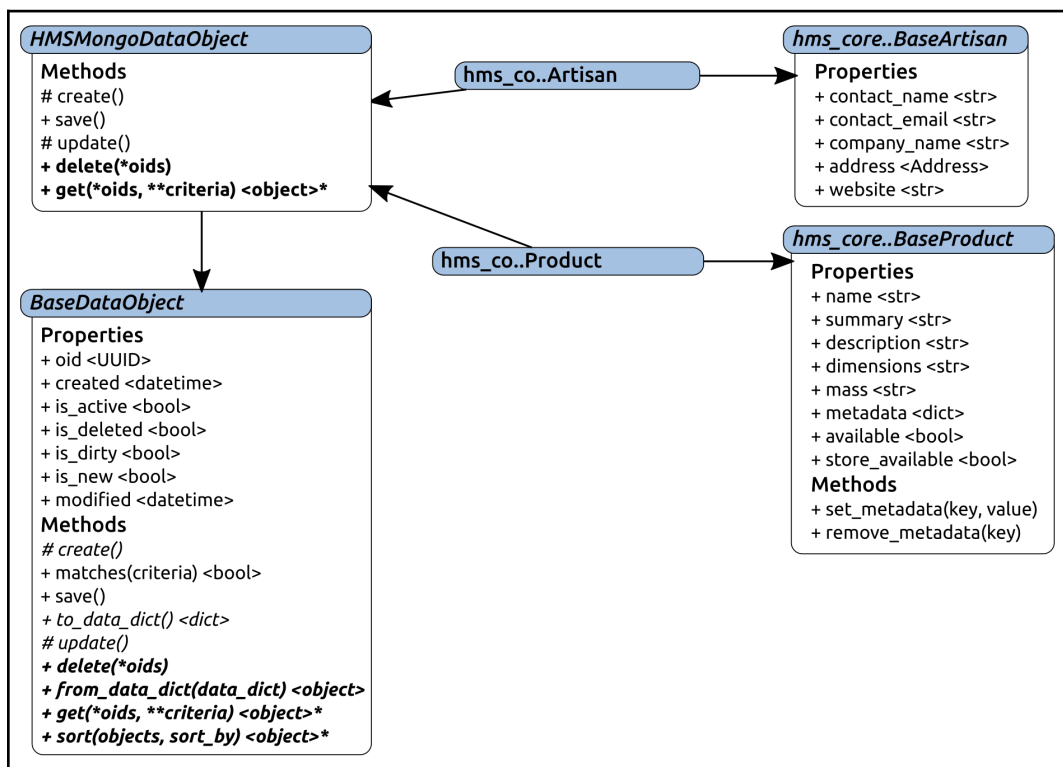 HMSMongoDataObject
Methods
# create()
+ save()
# update()
+ delete(*oids)
+ get(*oids, **criteria) <object>*
hms_co..Artisan
hms_core..BaseArtisan
Properties
+ contact_name <str>
+ contact_email <str>
+ company_name <str>
+ address <Address>
+ website <str>
hms_co..Product
hms_core..BaseProduct
Properties
+ name <str>
+ summary <str>
+ description <str>
+ dimensions <str>
+ mass <str>
+ metadata <dict>
+ available <bool>
+ store_available <bool>
Methods
+ set_metadata(key, value)
+ remove_metadata(key)
BaseDataObject
Properties
+ oid <UUID>
+ created <datetime>
+ is_active <bool>
+ is_deleted <bool>
+ is_dirty <bool>
+ is_new <bool>
+ modified <datetime>
Methods
# create()
+ matches(criteria) <bool>
+ save()
+ to_data_dict() <dict>
# update()
+ delete(*oids)
+ from_data_dict(data_dict) <object>
+ get(*oids, **criteria) <object>*
+ sort(objects, sort_by) <object>*